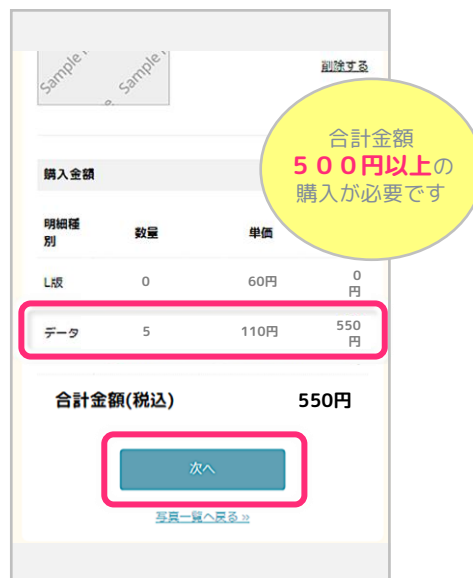 Sample
Sample
削除する
合計金額
５００円以上の
購入が必要です
購入金額
明細種別 数量 単価
L版 0 60円 0円
データ 5 110円 550円
合計金額(税込) 550円
次へ
写真一覧へ戻る »